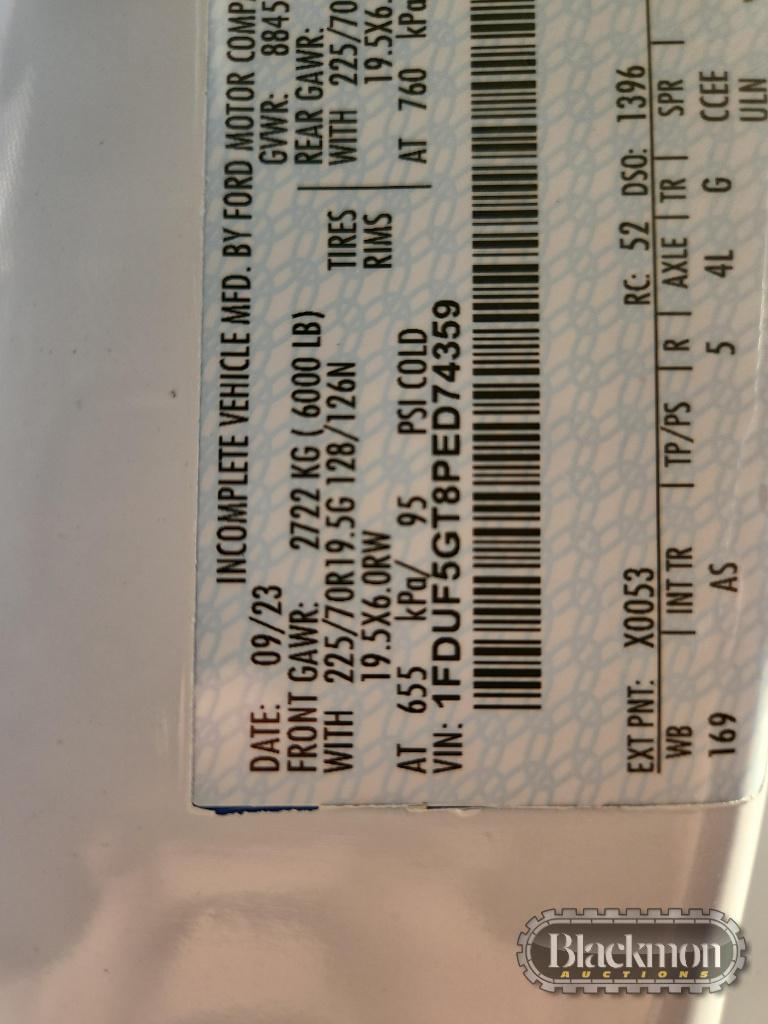 INCOMPLETE VEHICLE MFD. BY FORD MOTOR COMP
DATE: 09/23 GVWR: 8845
FRONT GAWR: 2722 KG ( 6000 LB) REAR GAWR:
WITH 225/70R19.5G 128/126N TIRES WITH 225/70
19.5X6.0RW RIMS 19.5X6.
AT 655 kPa/ 95 PSI COLD AT 760 kPa
VIN: 1FDUF5GT8PED74359
EXT PNT: X0053 RC: 52 DSO: 1396
WB | INT TR | TP/PS | R | AXLE | TR | SPR |
169 AS 5 4L G CCEE
ULN
Blackmon
AUCTIONS